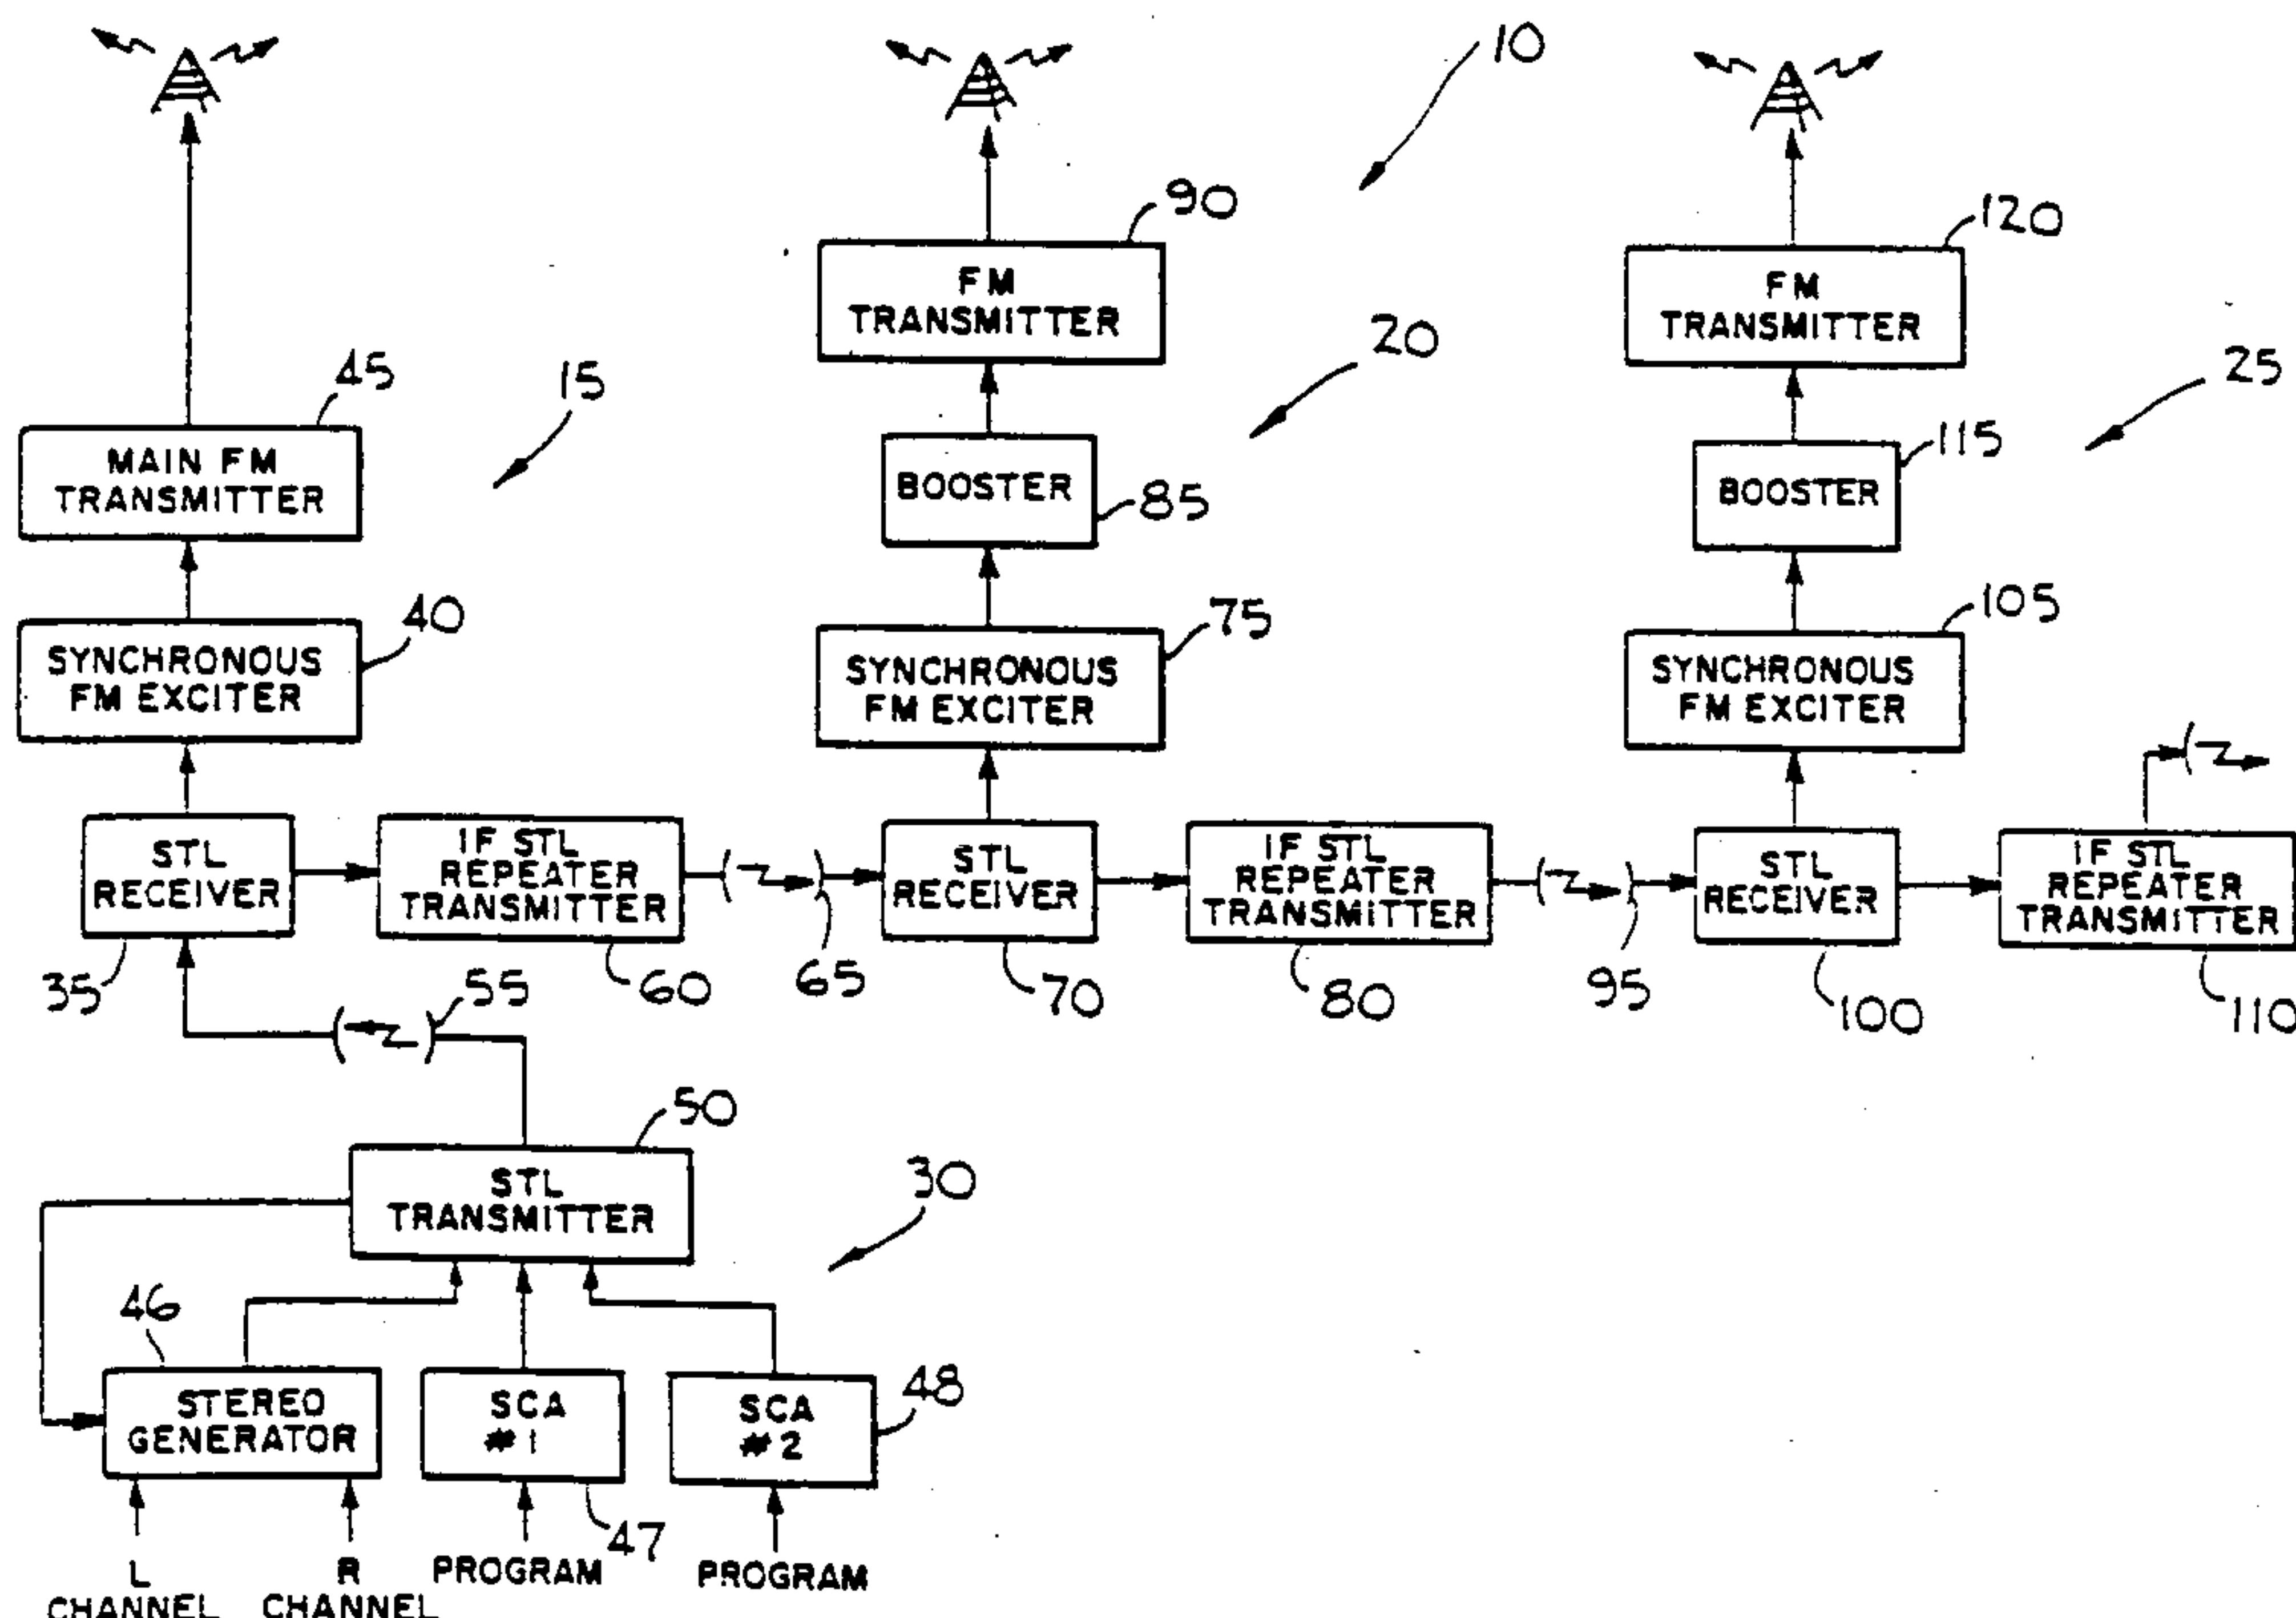 10
90
FM
TRANSMITTER
120
FM
TRANSMITTER
20
25
45
15
MAIN FM
TRANSMITTER
BOOSTER
85
115
BOOSTER
40
SYNCHRONOUS
FM EXCITER
75
SYNCHRONOUS
FM EXCITER
105
SYNCHRONOUS
FM EXCITER
STL
RECEIVER
35
IF STL
REPEATER
TRANSMITTER
60
65
STL
RECEIVER
70
IF STL
REPEATER
TRANSMITTER
80
95
STL
RECEIVER
100
IF STL
REPEATER
TRANSMITTER
110
55
50
STL
TRANSMITTER
30
46
STEREO
GENERATOR
SCA
#1
47
SCA
#2
48
L
CHANNEL
R
CHANNEL
PROGRAM
PROGRAM